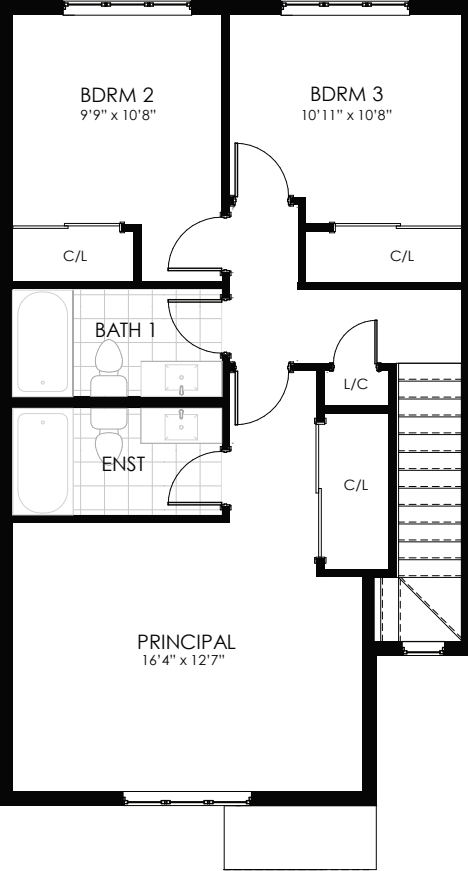 BDRM 2
9’9” x 10’8”
BDRM 3
10’11” x 10’8”
C/L
C/L
BATH 1
L/C
ENST
C/L
PRINCIPAL
16’4” x 12’7”